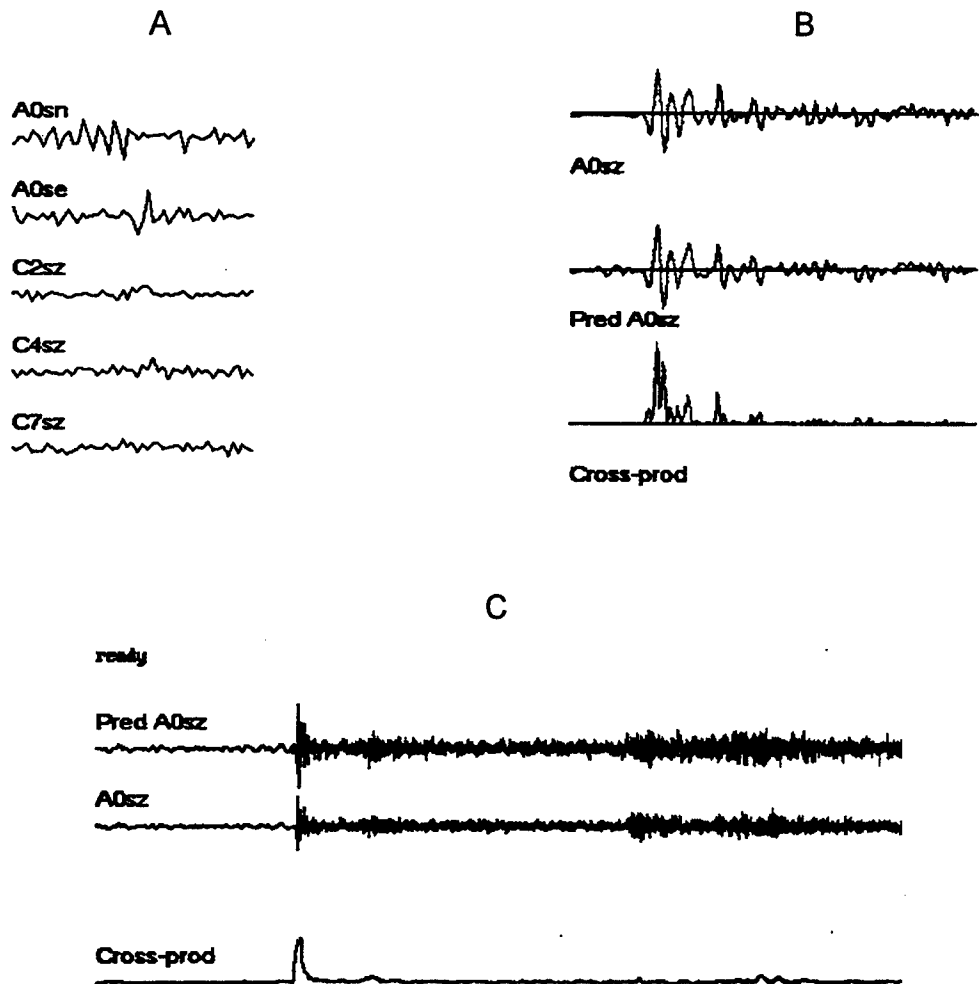 A
A0sn
A0se
C2sz
C4sz
C7sz
B
A0sz
Pred A0sz
Cross-prod
C
ready
Pred A0sz
A0sz
Cross-prod